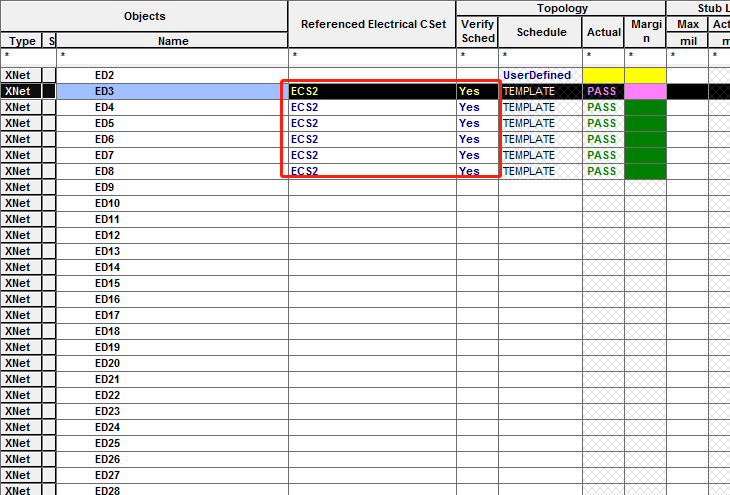 Objects Referenced Electrical CSet Topology Stub L
Verify Sched Schedule Actual Margin Max Act
Type S Name mil m
* * * * * * * *
XNet ED2 UserDefined
XNet ED3 ECS2 Yes TEMPLATE PASS
XNet ED4 ECS2 Yes TEMPLATE PASS
XNet ED5 ECS2 Yes TEMPLATE PASS
XNet ED6 ECS2 Yes TEMPLATE PASS
XNet ED7 ECS2 Yes TEMPLATE PASS
XNet ED8 ECS2 Yes TEMPLATE PASS
XNet ED9
XNet ED10
XNet ED11
XNet ED12
XNet ED13
XNet ED14
XNet ED15
XNet ED16
XNet ED17
XNet ED18
XNet ED19
XNet ED20
XNet ED21
XNet ED22
XNet ED23
XNet ED24
XNet ED25
XNet ED26
XNet ED27
XNet ED28